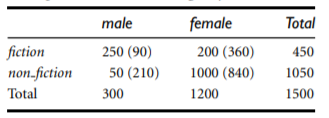 male female Total
fiction 250 (90) 200 (360) 450
non_fiction 50 (210) 1000 (840) 1050
Total 300 1200 1500